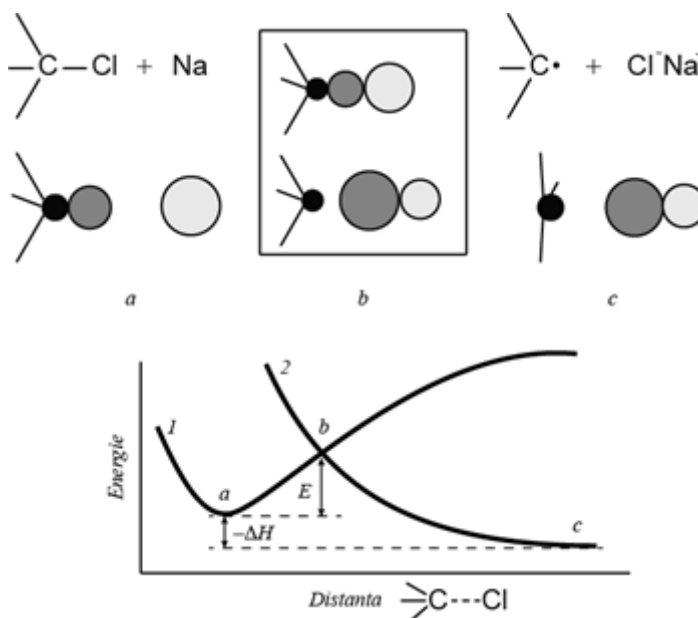 C—Cl + Na
C• + Cl⁻Na⁺
a b c
Energie
1
2
a
b
c
E
−ΔH
Distanta C---Cl